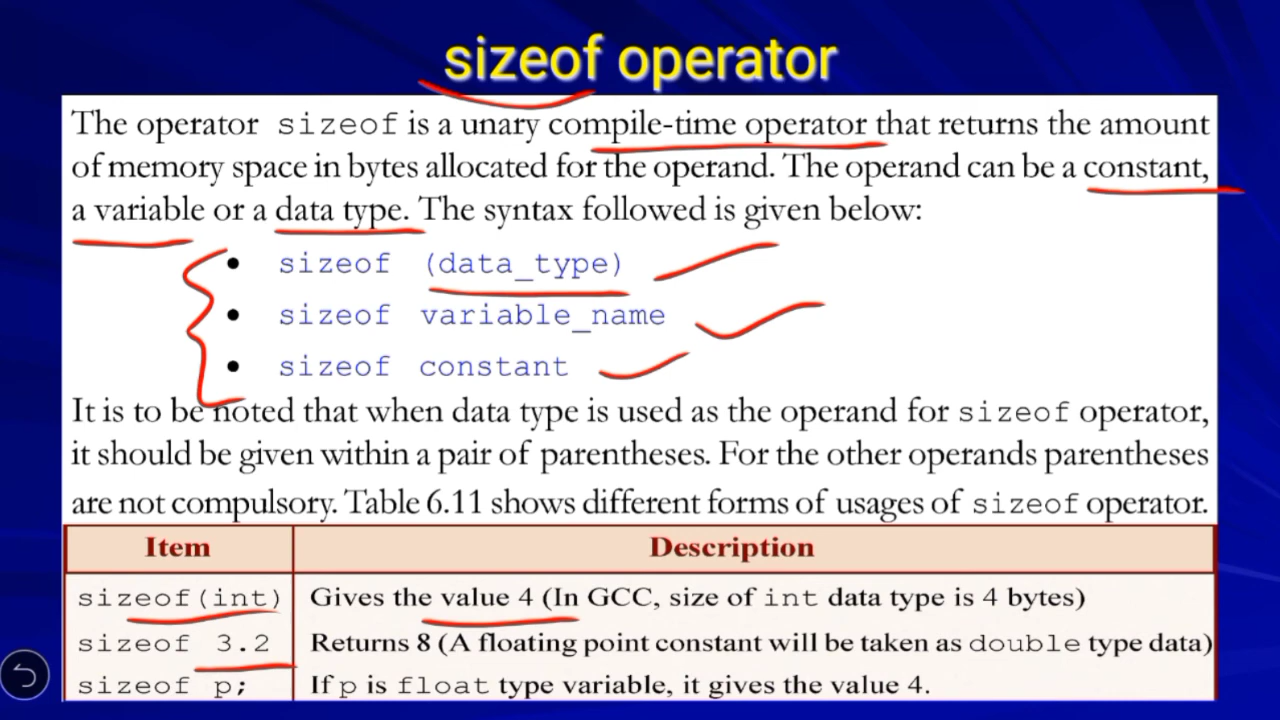 sizeof operator
The operator sizeof is a unary compile-time operator that returns the amount
of memory space in bytes allocated for the operand. The operand can be a constant,
a variable or a data type. The syntax followed is given below:
• sizeof (data_type)
• sizeof variable_name
• sizeof constant
It is to be noted that when data type is used as the operand for sizeof operator,
it should be given within a pair of parentheses. For the other operands parentheses
are not compulsory. Table 6.11 shows different forms of usages of sizeof operator.
Item Description
sizeof(int) Gives the value 4 (In GCC, size of int data type is 4 bytes)
sizeof 3.2 Returns 8 (A floating point constant will be taken as double type data)
sizeof p; If p is float type variable, it gives the value 4.